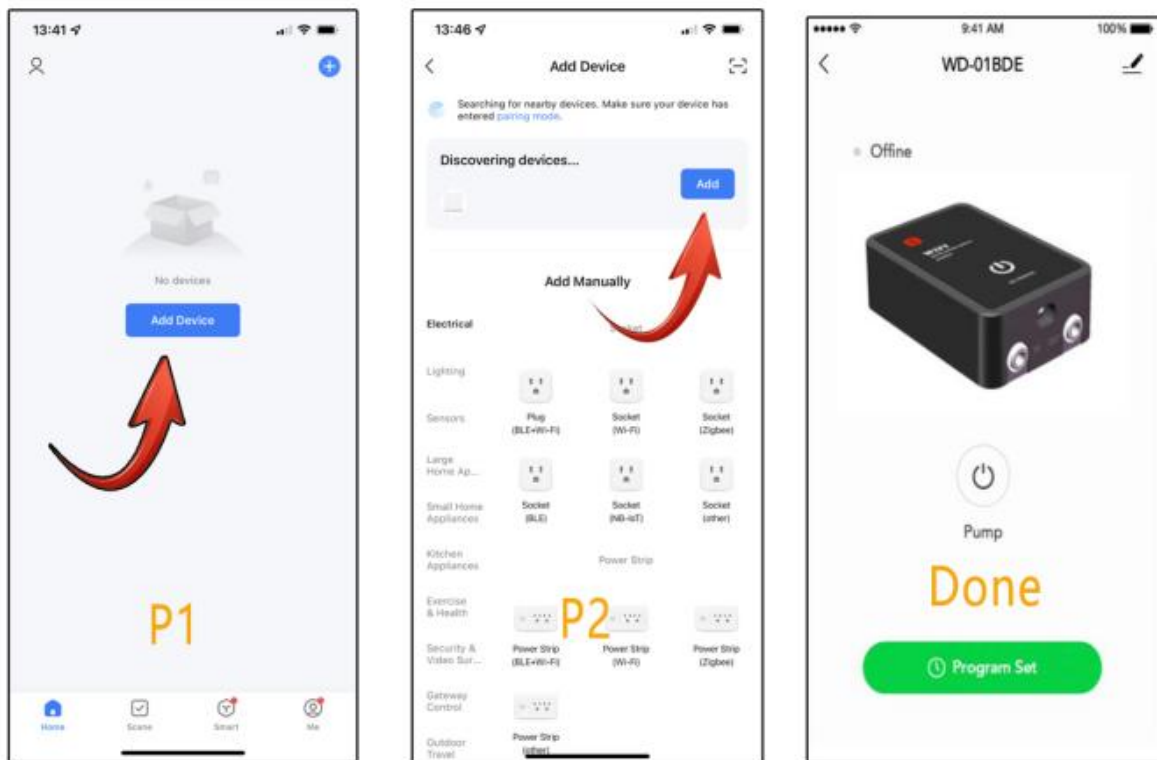 13:41
No devices
Add Device
P1
Home
Scene
Smart
Me
13:46
Add Device
Searching for nearby devices. Make sure your device has
entered pairing mode.
Discovering devices...
Add
Add Manually
Electrical
Socket
Lighting
Sensors
Plug
(BLE+Wi-Fi)
Socket
(Wi-Fi)
Socket
(Zigbee)
Large
Home Ap...
Small Home
Appliances
Socket
(BLE)
Socket
(NB-IoT)
Socket
(other)
Kitchen
Appliances
Power Strip
Exercise
& Health
P2
Security &
Video Sur...
Power Strip
(BLE+Wi-Fi)
Power Strip
(Wi-Fi)
Power Strip
(Zigbee)
Gateway
Control
Outdoor
Travel
Power Strip
(other)
9:41 AM
100%
WD-01BDE
Offine
Pump
Done
Program Set